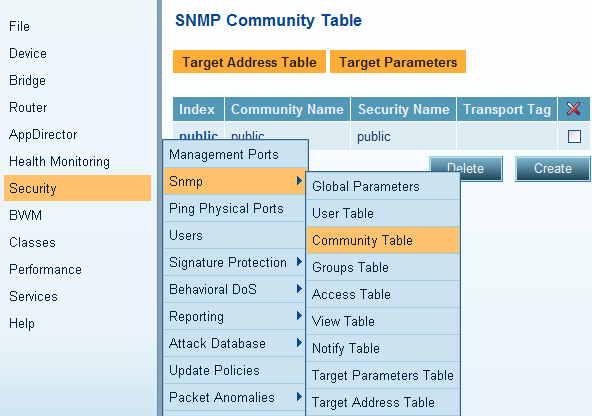 File
Device
Bridge
Router
AppDirector
Health Monitoring
Security
BWM
Classes
Performance
Services
Help
SNMP Community Table
Target Address Table Target Parameters
Index Community Name Security Name Transport Tag
public public public
Delete Create
Management Ports
Snmp
Ping Physical Ports
Users
Signature Protection
Behavioral DoS
Reporting
Attack Database
Update Policies
Packet Anomalies
Global Parameters
User Table
Community Table
Groups Table
Access Table
View Table
Notify Table
Target Parameters Table
Target Address Table